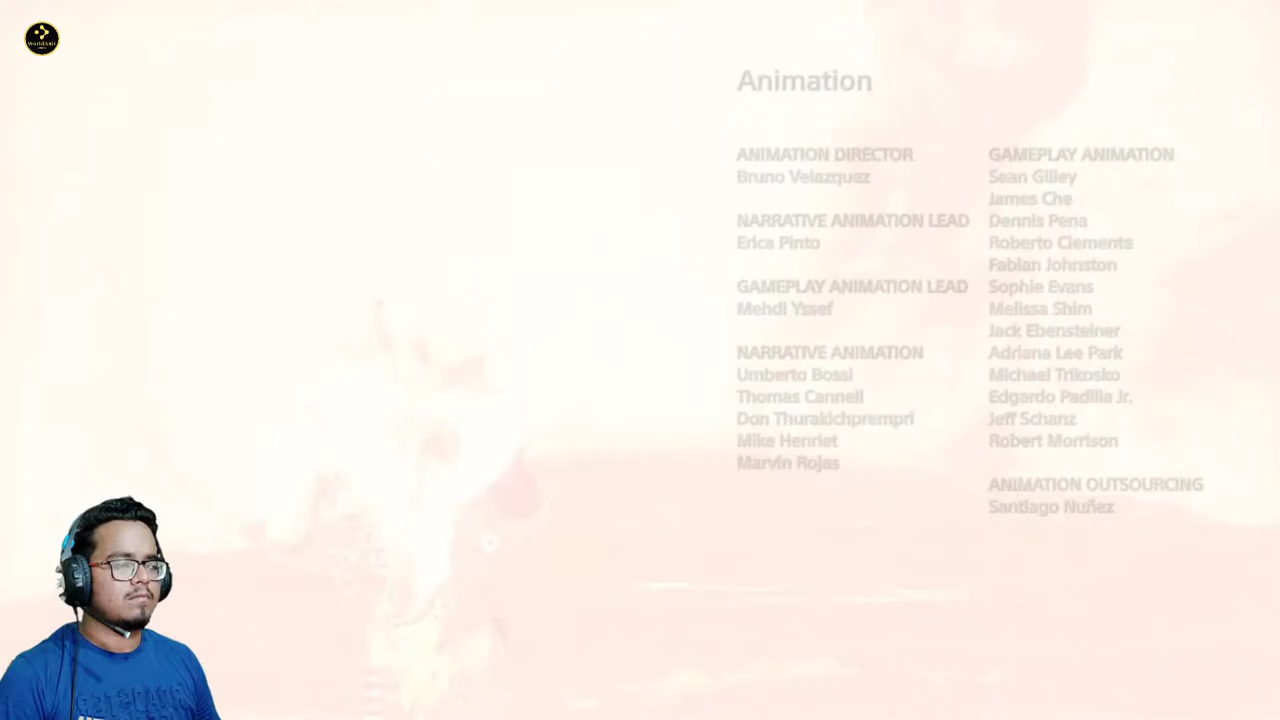 WorldAnit
Animation
ANIMATION DIRECTOR
Bruno Velazquez
NARRATIVE ANIMATION LEAD
Erica Pinto
GAMEPLAY ANIMATION LEAD
Mehdi Yssef
NARRATIVE ANIMATION
Umberto Bossi
Thomas Cannell
Don Thurakichprempri
Mike Henriet
Marvin Rojas
GAMEPLAY ANIMATION
Sean Gilley
James Che
Dennis Pena
Roberto Clemente
Fabian Johnston
Sophie Evans
Melissa Shim
Jack Ebensteiner
Adriana Lee Park
Michael Trikosko
Edgardo Padilla Jr.
Jeff Schanz
Robert Morrison
ANIMATION OUTSOURCING
Santiago Nuñez